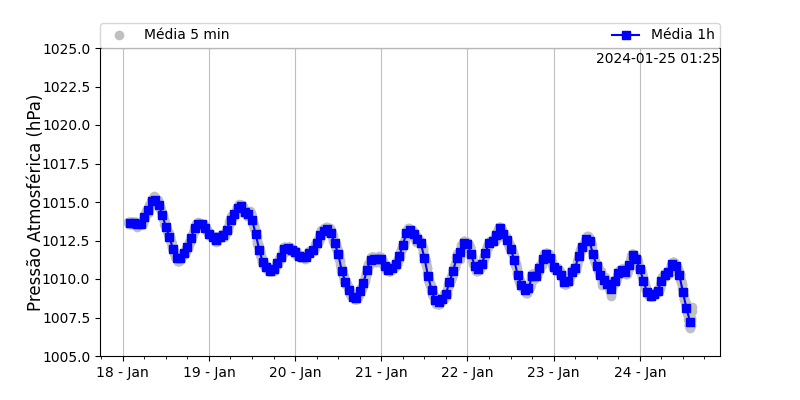 Média 5 min
Média 1h
2024-01-25 01:25
Pressão Atmosférica (hPa)
1025.0
1022.5
1020.0
1017.5
1015.0
1012.5
1010.0
1007.5
1005.0
18 - Jan
19 - Jan
20 - Jan
21 - Jan
22 - Jan
23 - Jan
24 - Jan